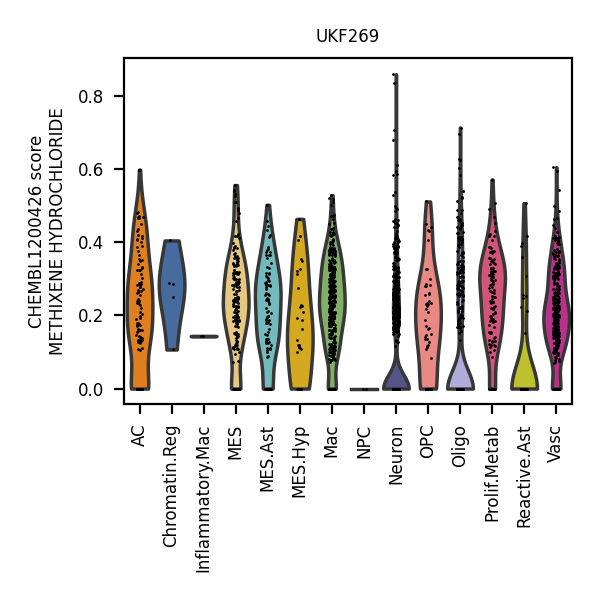 UKF269
CHEMBL1200426 score
METHIXENE HYDROCHLORIDE
0.8
0.6
0.4
0.2
0.0
AC
Chromatin.Reg
Inflammatory.Mac
MES
MES.Ast
MES.Hyp
Mac
NPC
Neuron
OPC
Oligo
Prolif.Metab
Reactive.Ast
Vasc